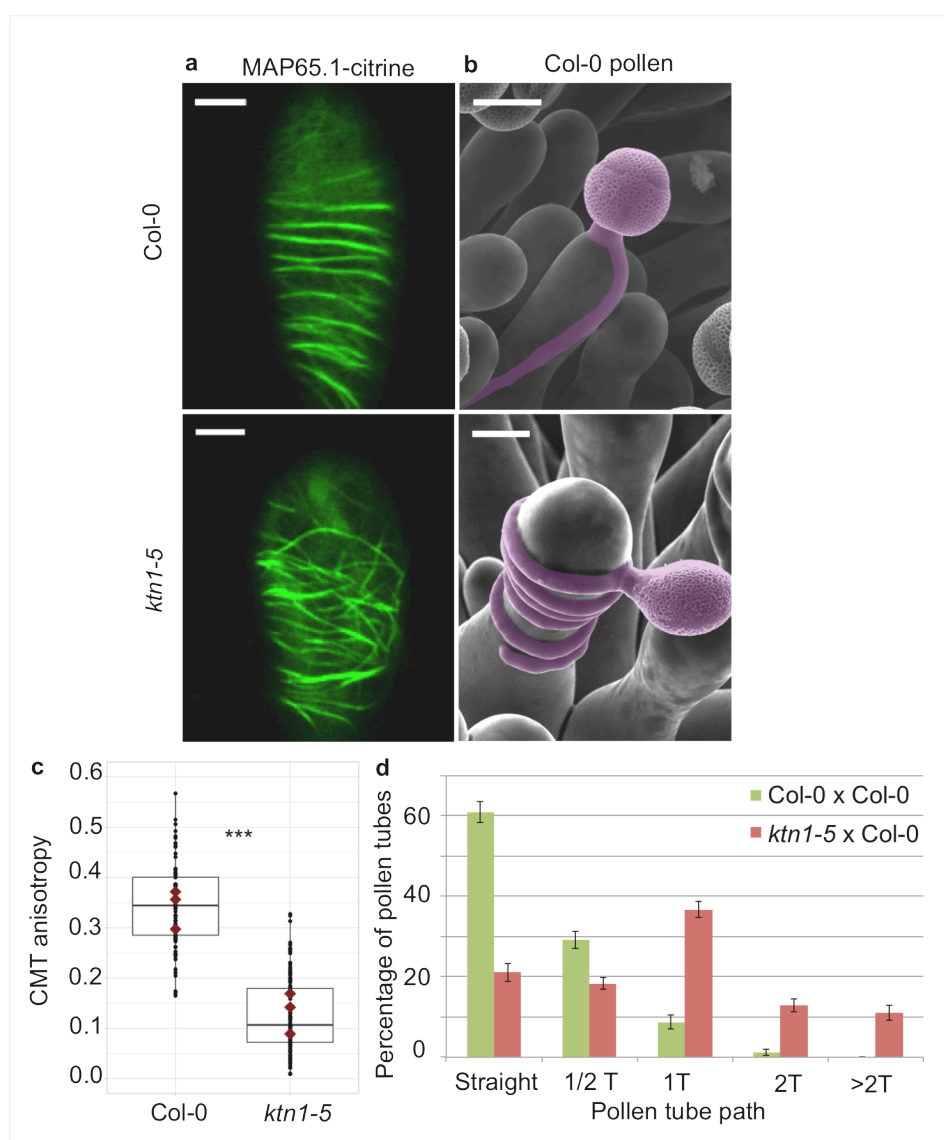 a MAP65.1-citrine b Col-0 pollen
Col-0
ktn1-5
c d
0.6
0.5
0.4
0.3
0.2
0.1
0.0
CMT anisotropy
***
Col-0 ktn1-5
Percentage of pollen tubes
60
40
20
0
Col-0 x Col-0
ktn1-5 x Col-0
Straight 1/2 T 1T 2T >2T
Pollen tube path